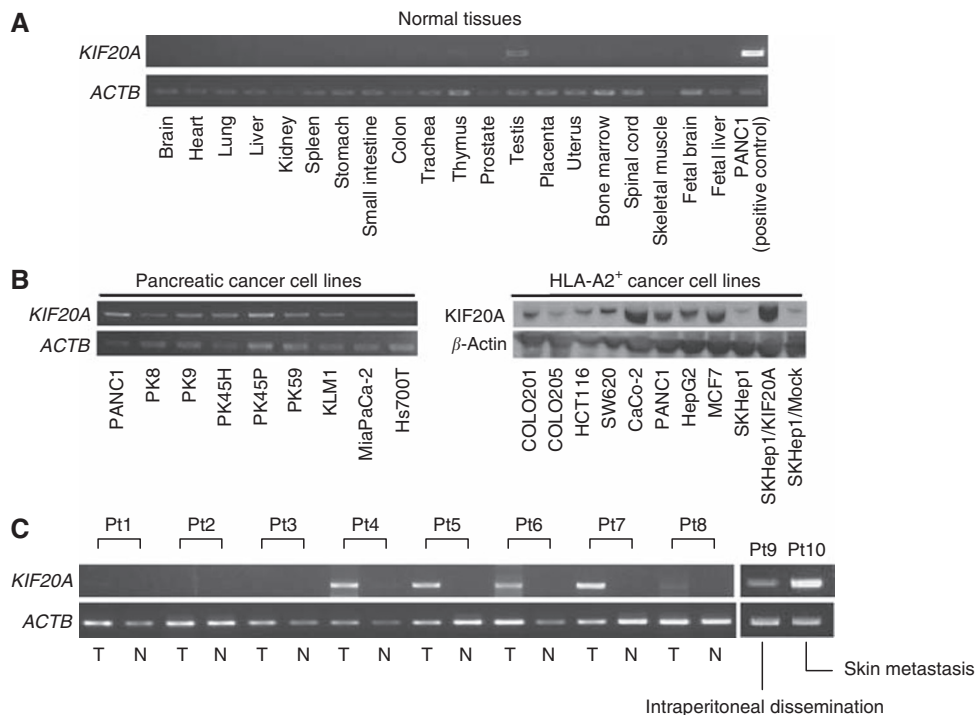 A
Normal tissues
KIF20A
ACTB
Brain
Heart
Lung
Liver
Kidney
Spleen
Stomach
Small intestine
Colon
Trachea
Thymus
Prostate
Testis
Placenta
Uterus
Bone marrow
Spinal cord
Skeletal muscle
Fetal brain
Fetal liver
PANC1
(positive control)
B
Pancreatic cancer cell lines
KIF20A
ACTB
PANC1
PK8
PK9
PK45H
PK45P
PK59
KLM1
MiaPaCa-2
Hs700T
HLA-A2⁺ cancer cell lines
KIF20A
β-Actin
COLO201
COLO205
HCT116
SW620
CaCo-2
PANC1
HepG2
MCF7
SKHep1
SKHep1/KIF20A
SKHep1/Mock
C
Pt1 Pt2 Pt3 Pt4 Pt5 Pt6 Pt7 Pt8
Pt9 Pt10
KIF20A
ACTB
T N T N T N T N T N T N T N T N
Skin metastasis
Intraperitoneal dissemination